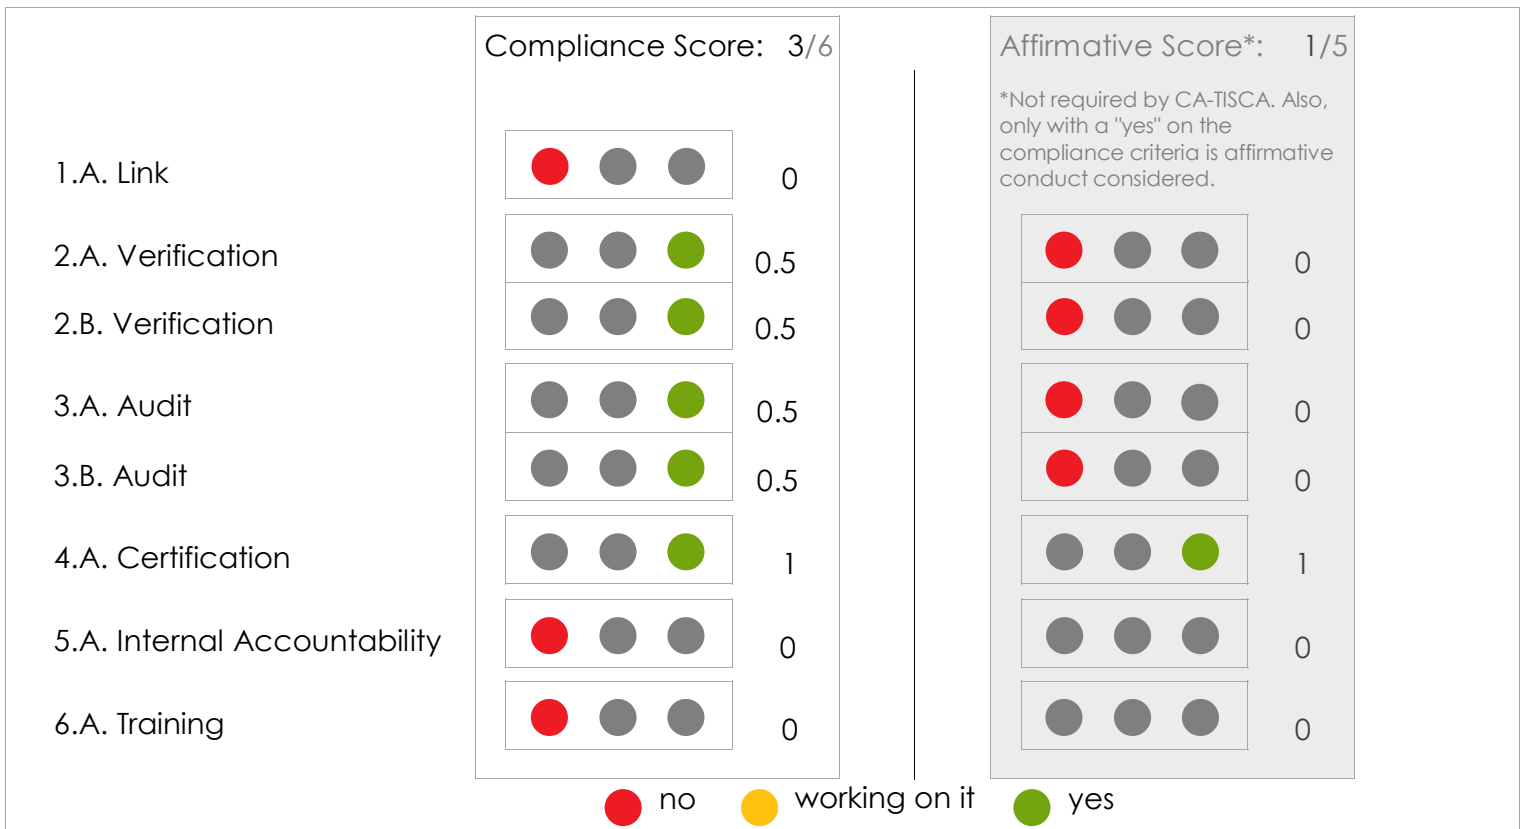 Compliance Score: 3/6
Affirmative Score*: 1/5
*Not required by CA-TISCA. Also,
only with a "yes" on the
compliance criteria is affirmative
conduct considered.
1.A. Link 0
2.A. Verification 0.5 0
2.B. Verification 0.5 0
3.A. Audit 0.5 0
3.B. Audit 0.5 0
4.A. Certification 1 1
5.A. Internal Accountability 0 0
6.A. Training 0 0
no working on it yes